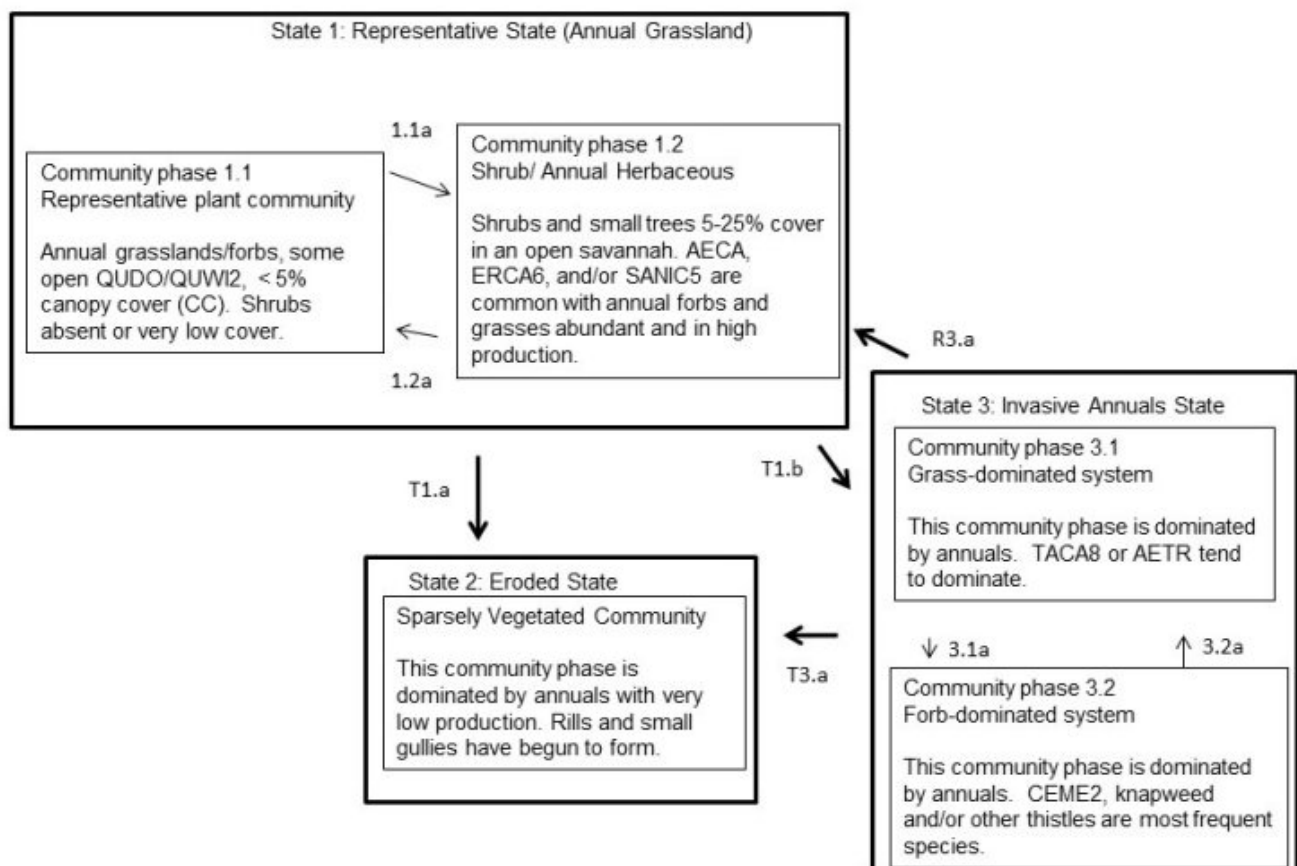 State 1: Representative State (Annual Grassland)
1.1a
Community phase 1.1
Representative plant community
Annual grasslands/forbs, some
open QUDO/QUWI2, < 5%
canopy cover (CC). Shrubs
absent or very low cover.
Community phase 1.2
Shrub/ Annual Herbaceous
Shrubs and small trees 5-25% cover
in an open savannah. AECA,
ERCA6, and/or SANIC5 are
common with annual forbs and
grasses abundant and in high
production.
1.2a
R3.a
T1.a
T1.b
State 3: Invasive Annuals State
Community phase 3.1
Grass-dominated system
This community phase is dominated
by annuals. TACA8 or AETR tend
to dominate.
State 2: Eroded State
Sparsely Vegetated Community
This community phase is
dominated by annuals with very
low production. Rills and small
gullies have begun to form.
T3.a
3.1a
3.2a
Community phase 3.2
Forb-dominated system
This community phase is dominated
by annuals. CEME2, knapweed
and/or other thistles are most frequent
species.